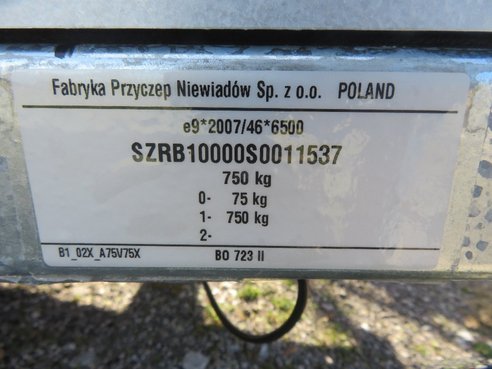 Fabryka Przyczep Niewiadów Sp. z o.o. POLAND
e9*2007/46*6500
SZRB10000S0011537
750 kg
0- 75 kg
1- 750 kg
2-
B1_02X_A75V75X BO 723 II